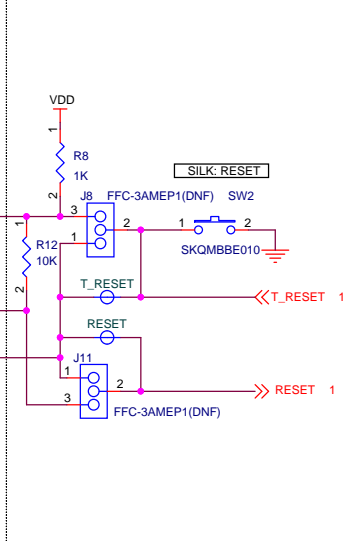 VDD
1
R8
1K
2
SILK: RESET
J8 FFC-3AMEP1(DNF) SW2
3
2
1
1
2
SKQMBBE010
1
R12
10K
2
T_RESET
T_RESET 1
RESET
J11
1
2
3
RESET 1
FFC-3AMEP1(DNF)